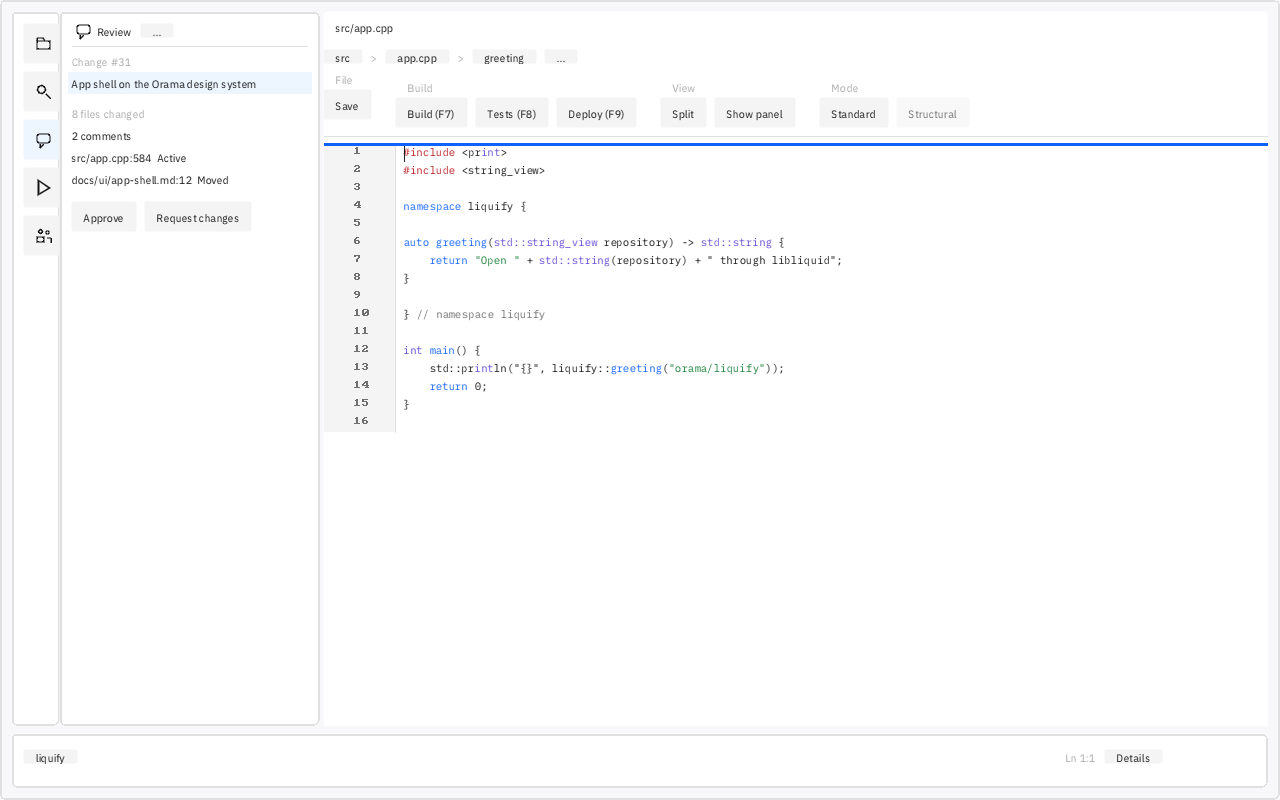 Review ...
Change #31
App shell on the Orama design system
8 files changed
2 comments
src/app.cpp:584 Active
docs/ui/app-shell.md:12 Moved
Approve Request changes
src/app.cpp
src > app.cpp > greeting ...
File Build View Mode
Save Build (F7) Tests (F8) Deploy (F9) Split Show panel Standard Structural
1 #include <print>
2 #include <string_view>
3
4 namespace liquify {
5
6 auto greeting(std::string_view repository) -> std::string {
7 return "Open " + std::string(repository) + " through libliquid";
8 }
9
10 } // namespace liquify
11
12 int main() {
13 std::println("{}", liquify::greeting("orama/liquify"));
14 return 0;
15 }
16
liquify Ln 1:1 Details